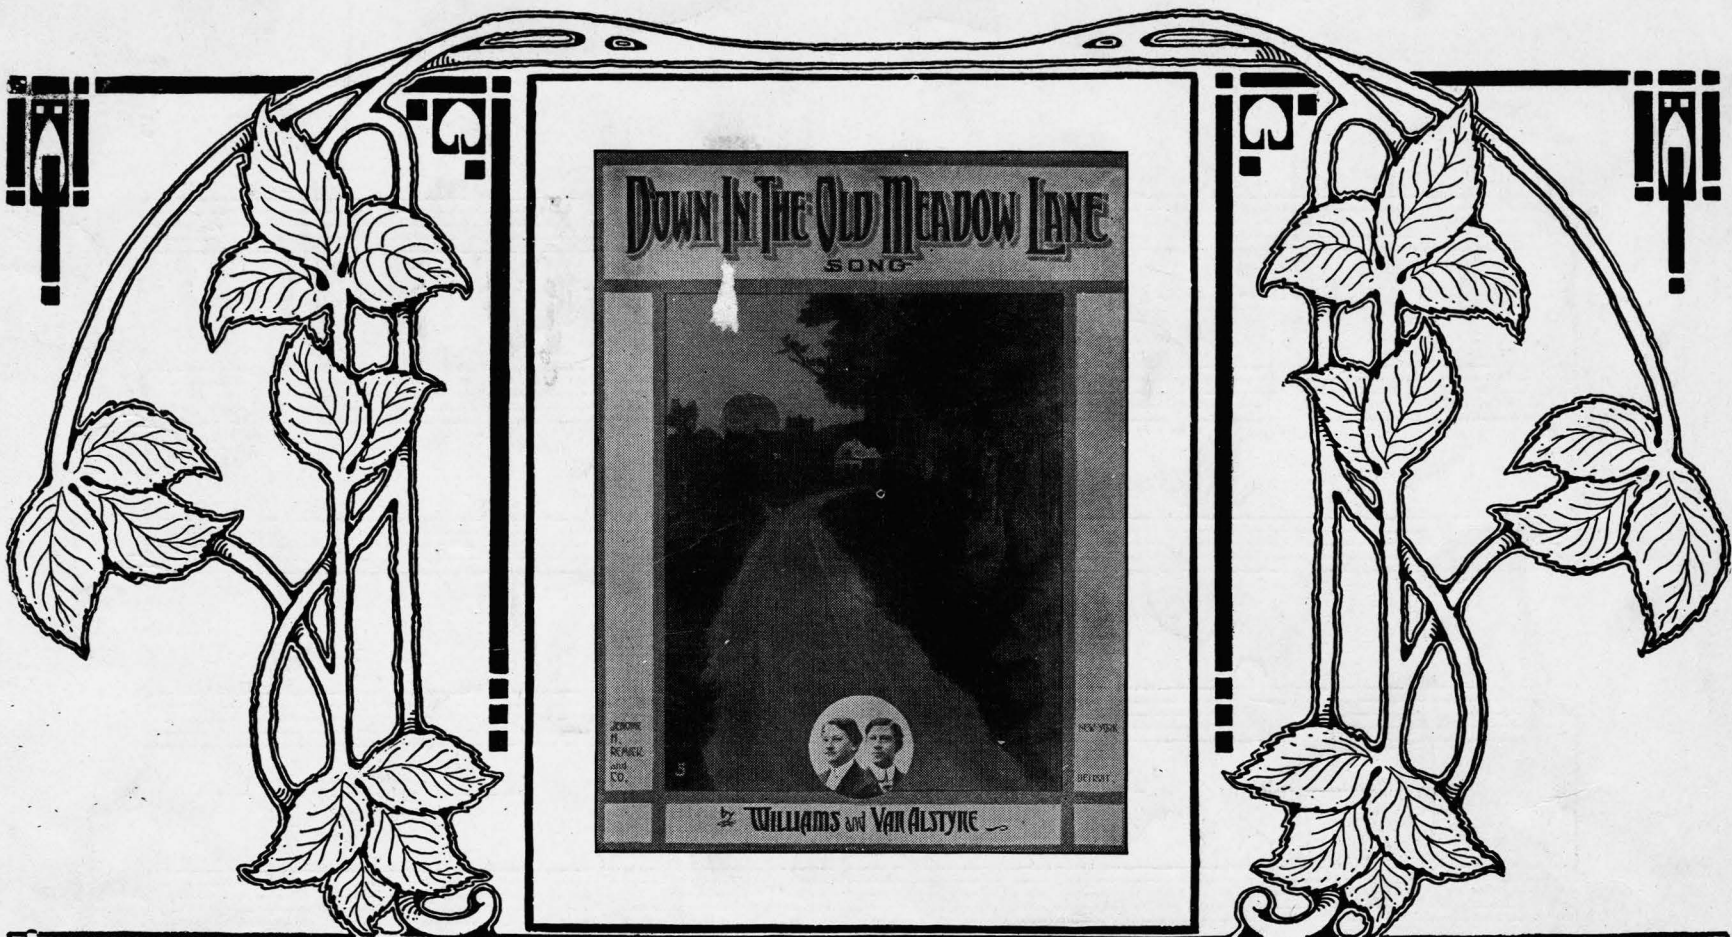 DOWN IN THE OLD MEADOW LANE
SONG
JEROME
H.
REMICK
and
CO.
NEW YORK
DETROIT.
by WILLIAMS and VAN ALSTYNE